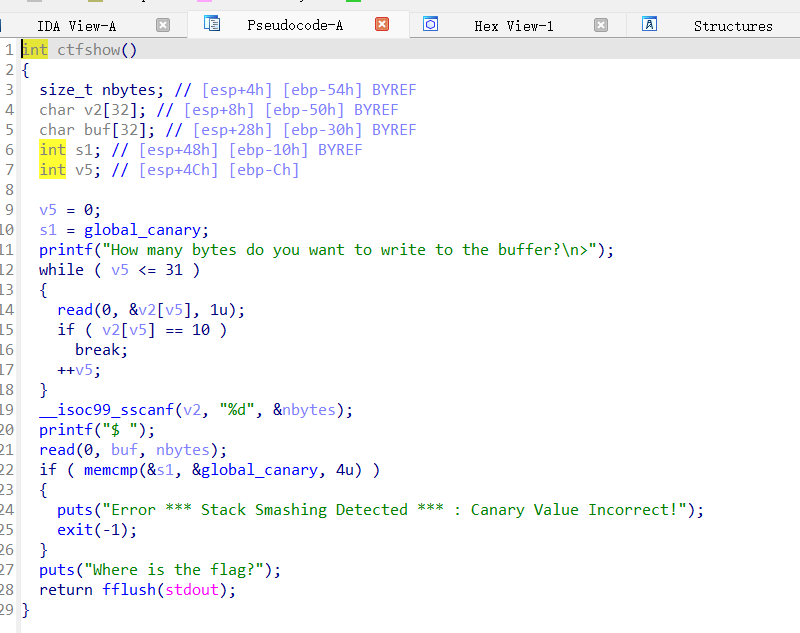 IDA View-A Pseudocode-A Hex View-1 Structures
1 int ctfshow()
2 {
3 size_t nbytes; // [esp+4h] [ebp-54h] BYREF
4 char v2[32]; // [esp+8h] [ebp-50h] BYREF
5 char buf[32]; // [esp+28h] [ebp-30h] BYREF
6 int s1; // [esp+48h] [ebp-10h] BYREF
7 int v5; // [esp+4Ch] [ebp-Ch]
8
9 v5 = 0;
10 s1 = global_canary;
11 printf("How many bytes do you want to write to the buffer?\n>");
12 while ( v5 <= 31 )
13 {
14 read(0, &v2[v5], 1u);
15 if ( v2[v5] == 10 )
16 break;
17 ++v5;
18 }
19 __isoc99_sscanf(v2, "%d", &nbytes);
20 printf("$ ");
21 read(0, buf, nbytes);
22 if ( memcmp(&s1, &global_canary, 4u) )
23 {
24 puts("Error *** Stack Smashing Detected *** : Canary Value Incorrect!");
25 exit(-1);
26 }
27 puts("Where is the flag?");
28 return fflush(stdout);
29 }